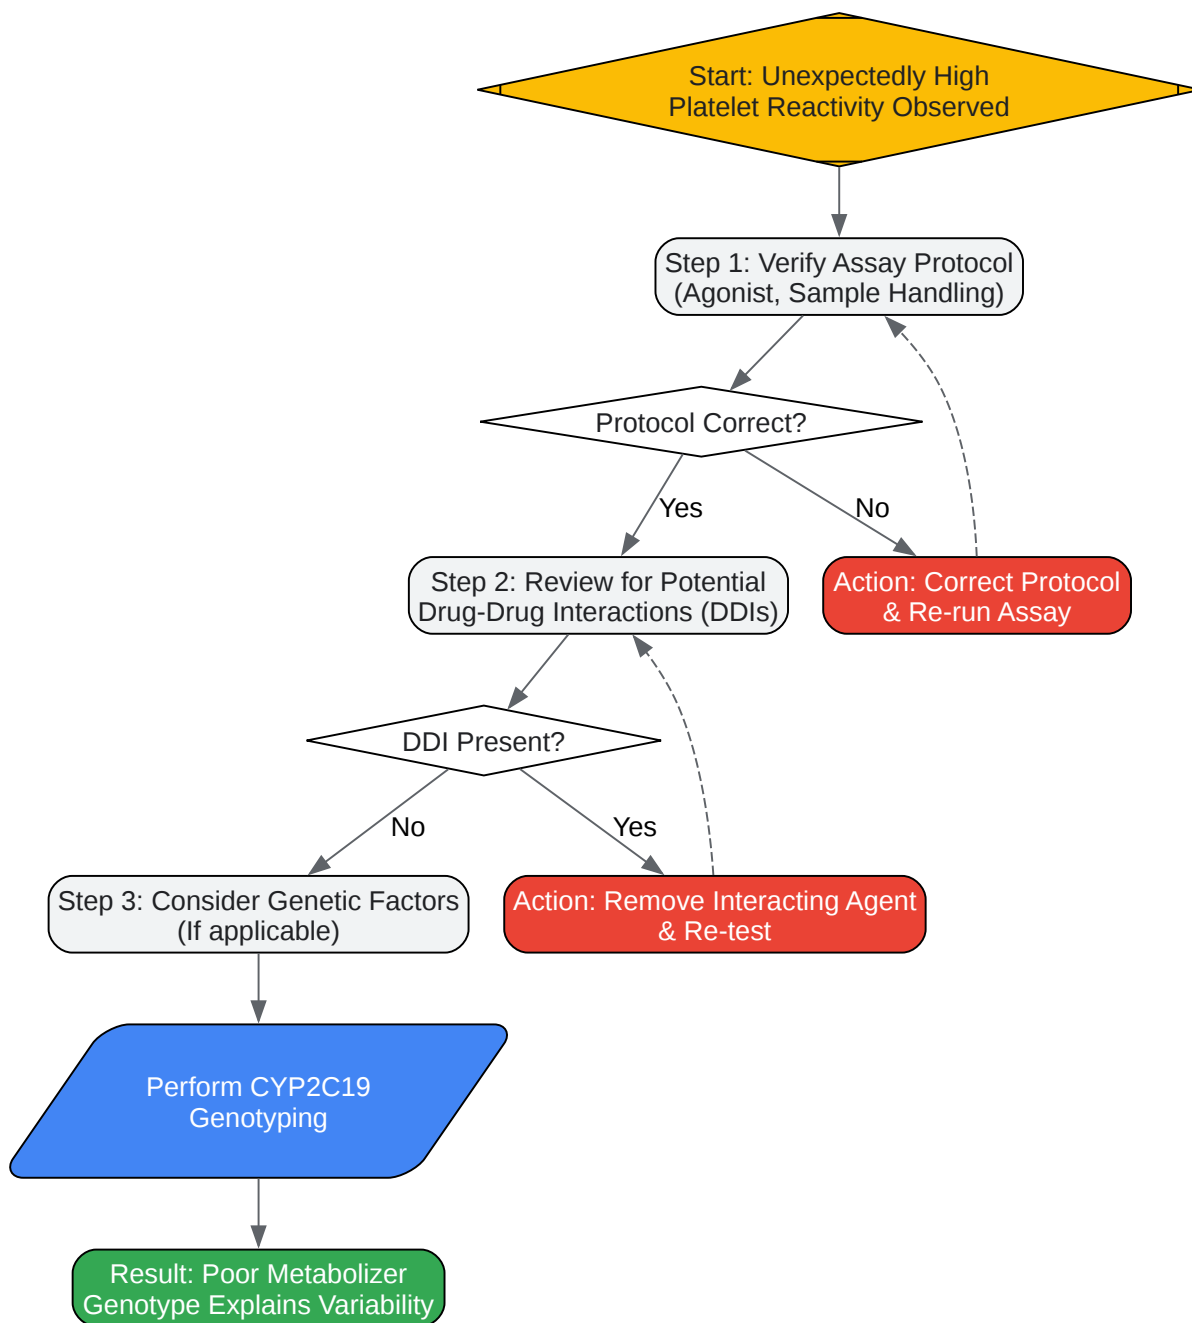 Start: Unexpectedly High
Platelet Reactivity Observed
Step 1: Verify Assay Protocol
(Agonist, Sample Handling)
Protocol Correct?
Yes
No
Step 2: Review for Potential
Drug-Drug Interactions (DDIs)
Action: Correct Protocol
& Re-run Assay
DDI Present?
No
Yes
Step 3: Consider Genetic Factors
(If applicable)
Action: Remove Interacting Agent
& Re-test
Perform CYP2C19
Genotyping
Result: Poor Metabolizer
Genotype Explains Variability